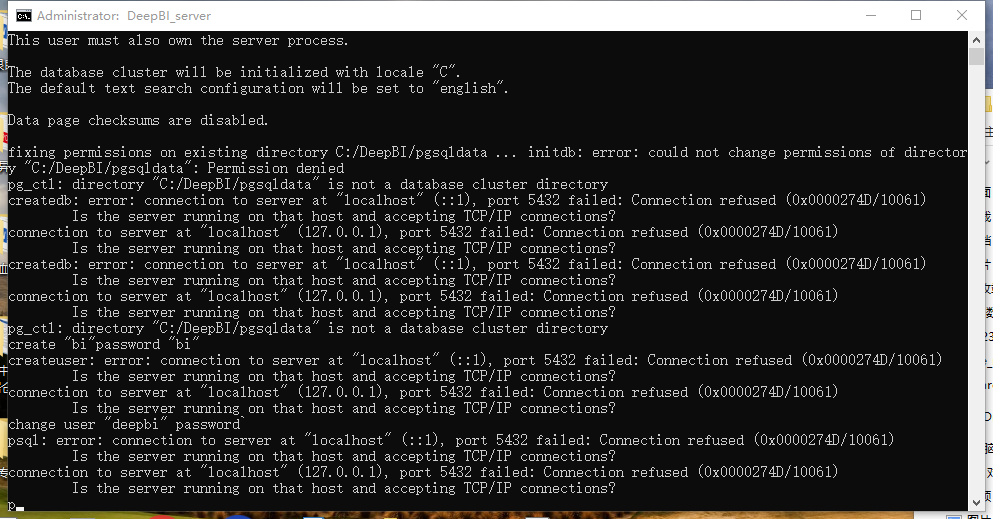 Administrator: DeepBI_server
This user must also own the server process.
The database cluster will be initialized with locale "C".
The default text search configuration will be set to "english".
Data page checksums are disabled.
fixing permissions on existing directory C:/DeepBI/pgsqldata ... initdb: error: could not change permissions of director
y "C:/DeepBI/pgsqldata": Permission denied
pg_ctl: directory "C:/DeepBI/pgsqldata" is not a database cluster directory
createdb: error: connection to server at "localhost" (::1), port 5432 failed: Connection refused (0x0000274D/10061)
Is the server running on that host and accepting TCP/IP connections?
connection to server at "localhost" (127.0.0.1), port 5432 failed: Connection refused (0x0000274D/10061)
Is the server running on that host and accepting TCP/IP connections?
createdb: error: connection to server at "localhost" (::1), port 5432 failed: Connection refused (0x0000274D/10061)
Is the server running on that host and accepting TCP/IP connections?
connection to server at "localhost" (127.0.0.1), port 5432 failed: Connection refused (0x0000274D/10061)
Is the server running on that host and accepting TCP/IP connections?
pg_ctl: directory "C:/DeepBI/pgsqldata" is not a database cluster directory
create "bi"password "bi"
createuser: error: connection to server at "localhost" (::1), port 5432 failed: Connection refused (0x0000274D/10061)
Is the server running on that host and accepting TCP/IP connections?
connection to server at "localhost" (127.0.0.1), port 5432 failed: Connection refused (0x0000274D/10061)
Is the server running on that host and accepting TCP/IP connections?
change user "deepbi" password`
psql: error: connection to server at "localhost" (::1), port 5432 failed: Connection refused (0x0000274D/10061)
Is the server running on that host and accepting TCP/IP connections?
connection to server at "localhost" (127.0.0.1), port 5432 failed: Connection refused (0x0000274D/10061)
Is the server running on that host and accepting TCP/IP connections?
p